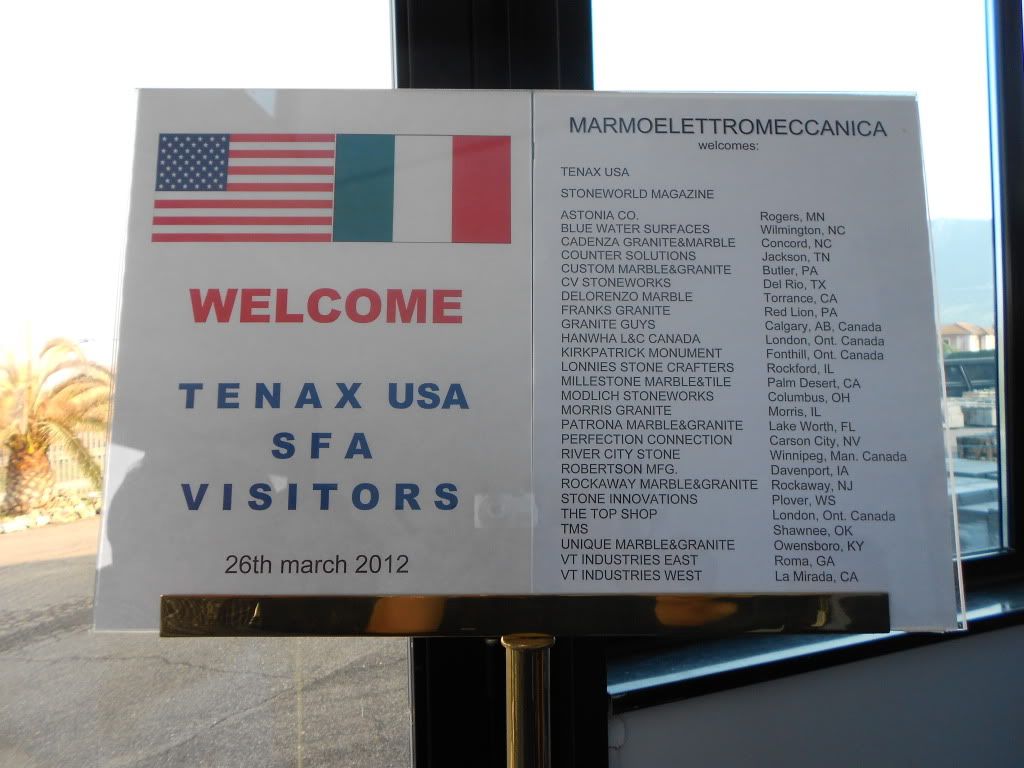 WELCOME
TENAX USA
SFA
VISITORS
26th march 2012
MARMOELETTROMECCANICA
welcomes:
TENAX USA
STONEWORLD MAGAZINE
ASTONIA CO. Rogers, MN
BLUE WATER SURFACES Wilmington, NC
CADENZA GRANITE&MARBLE Concord, NC
COUNTER SOLUTIONS Jackson, TN
CUSTOM MARBLE&GRANITE Butler, PA
CV STONEWORKS Del Rio, TX
DELORENZO MARBLE Torrance, CA
FRANKS GRANITE Red Lion, PA
GRANITE GUYS Calgary, AB, Canada
HANWHA L&C CANADA London, Ont. Canada
KIRKPATRICK MONUMENT Fonthill, Ont. Canada
LONNIES STONE CRAFTERS Rockford, IL
MILLESTONE MARBLE&TILE Palm Desert, CA
MODLICH STONEWORKS Columbus, OH
MORRIS GRANITE Morris, IL
PATRONA MARBLE&GRANITE Lake Worth, FL
PERFECTION CONNECTION Carson City, NV
RIVER CITY STONE Winnipeg, Man. Canada
ROBERTSON MFG. Davenport, IA
ROCKAWAY MARBLE&GRANITE Rockaway, NJ
STONE INNOVATIONS Plover, WS
THE TOP SHOP London, Ont. Canada
TMS Shawnee, OK
UNIQUE MARBLE&GRANITE Owensboro, KY
VT INDUSTRIES EAST Roma, GA
VT INDUSTRIES WEST La Mirada, CA